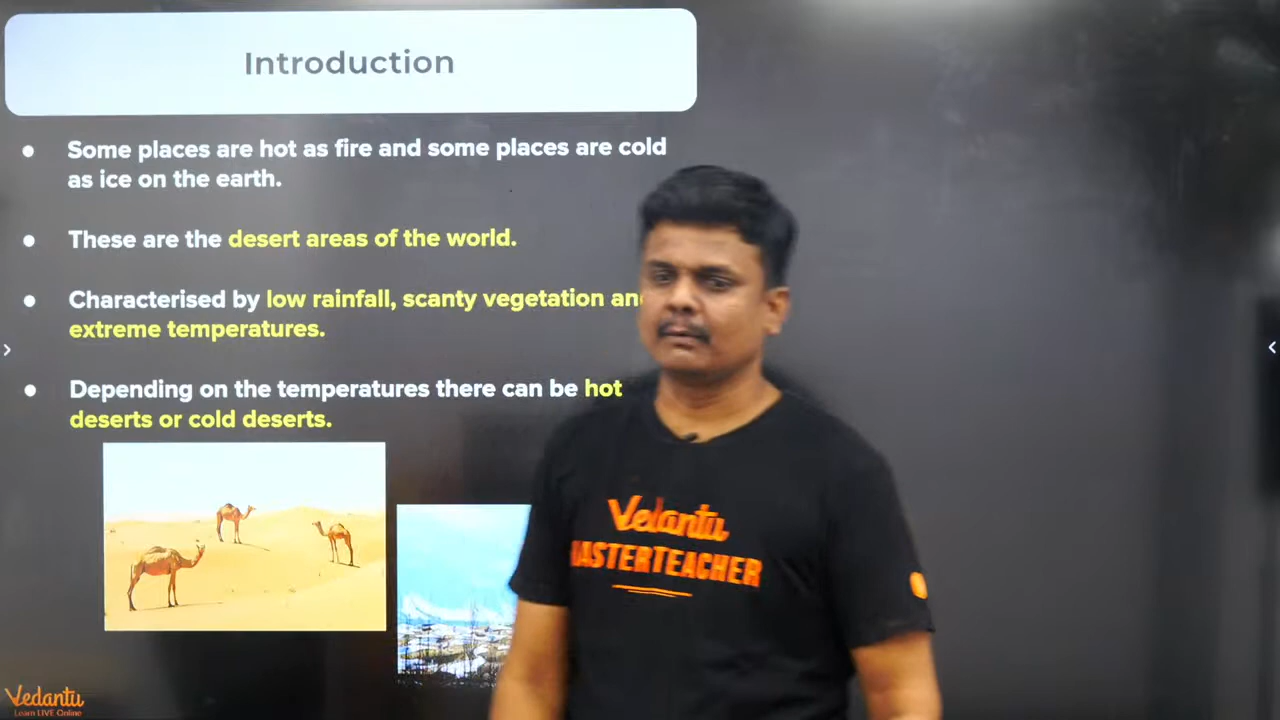 Introduction
Some places are hot as fire and some places are cold
as ice on the earth.
These are the desert areas of the world.
Characterised by low rainfall, scanty vegetation
extreme temperatures.
Depending on the temperatures there can be hot
deserts or cold deserts.
Vedantu
MASTERTEACHER
Vedantu
Learn LIVE Online